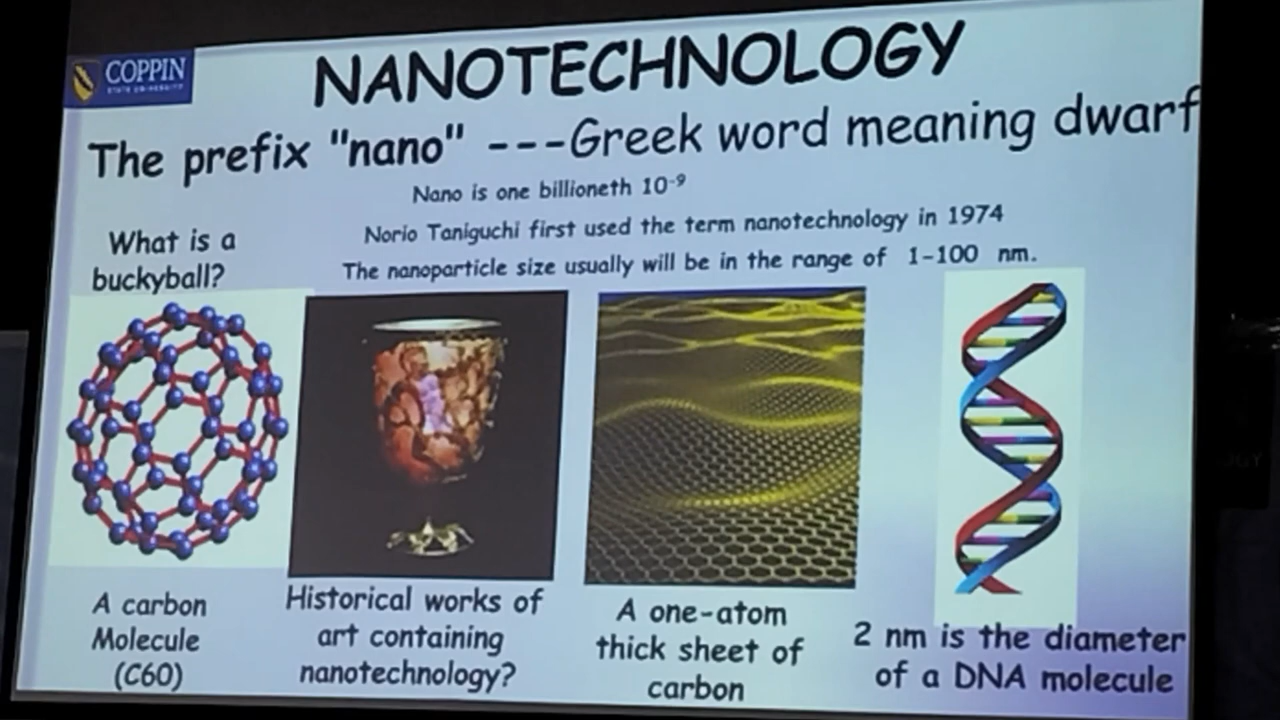 COPPIN
STATE UNIVERSITY
NANOTECHNOLOGY
The prefix "nano" ---Greek word meaning dwarf
Nano is one billioneth 10⁻⁹
Norio Taniguchi first used the term nanotechnology in 1974
The nanoparticle size usually will be in the range of 1-100 nm.
What is a
buckyball?
A carbon
Molecule
(C60)
Historical works of
art containing
nanotechnology?
A one-atom
thick sheet of
carbon
2 nm is the diameter
of a DNA molecule